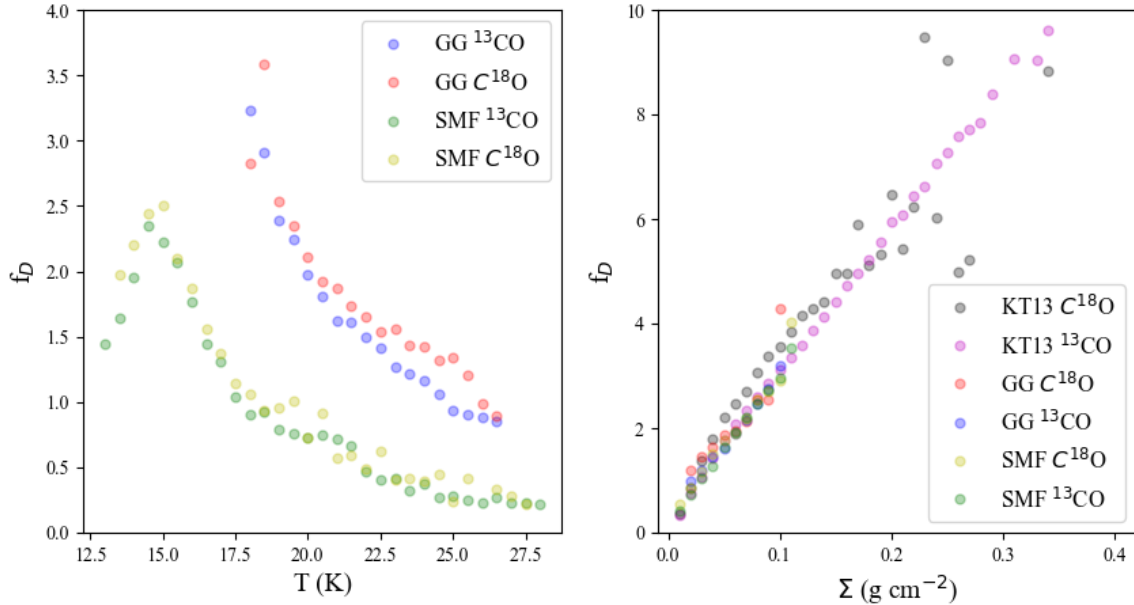 4.0
3.5
3.0
2.5
2.0
1.5
1.0
0.5
0.0
f_D
12.5 15.0 17.5 20.0 22.5 25.0 27.5
T (K)
GG ¹³CO
GG C¹⁸O
SMF ¹³CO
SMF C¹⁸O
10
8
6
4
2
0
f_D
0.0 0.1 0.2 0.3 0.4
Σ (g cm⁻²)
KT13 C¹⁸O
KT13 ¹³CO
GG C¹⁸O
GG ¹³CO
SMF C¹⁸O
SMF ¹³CO